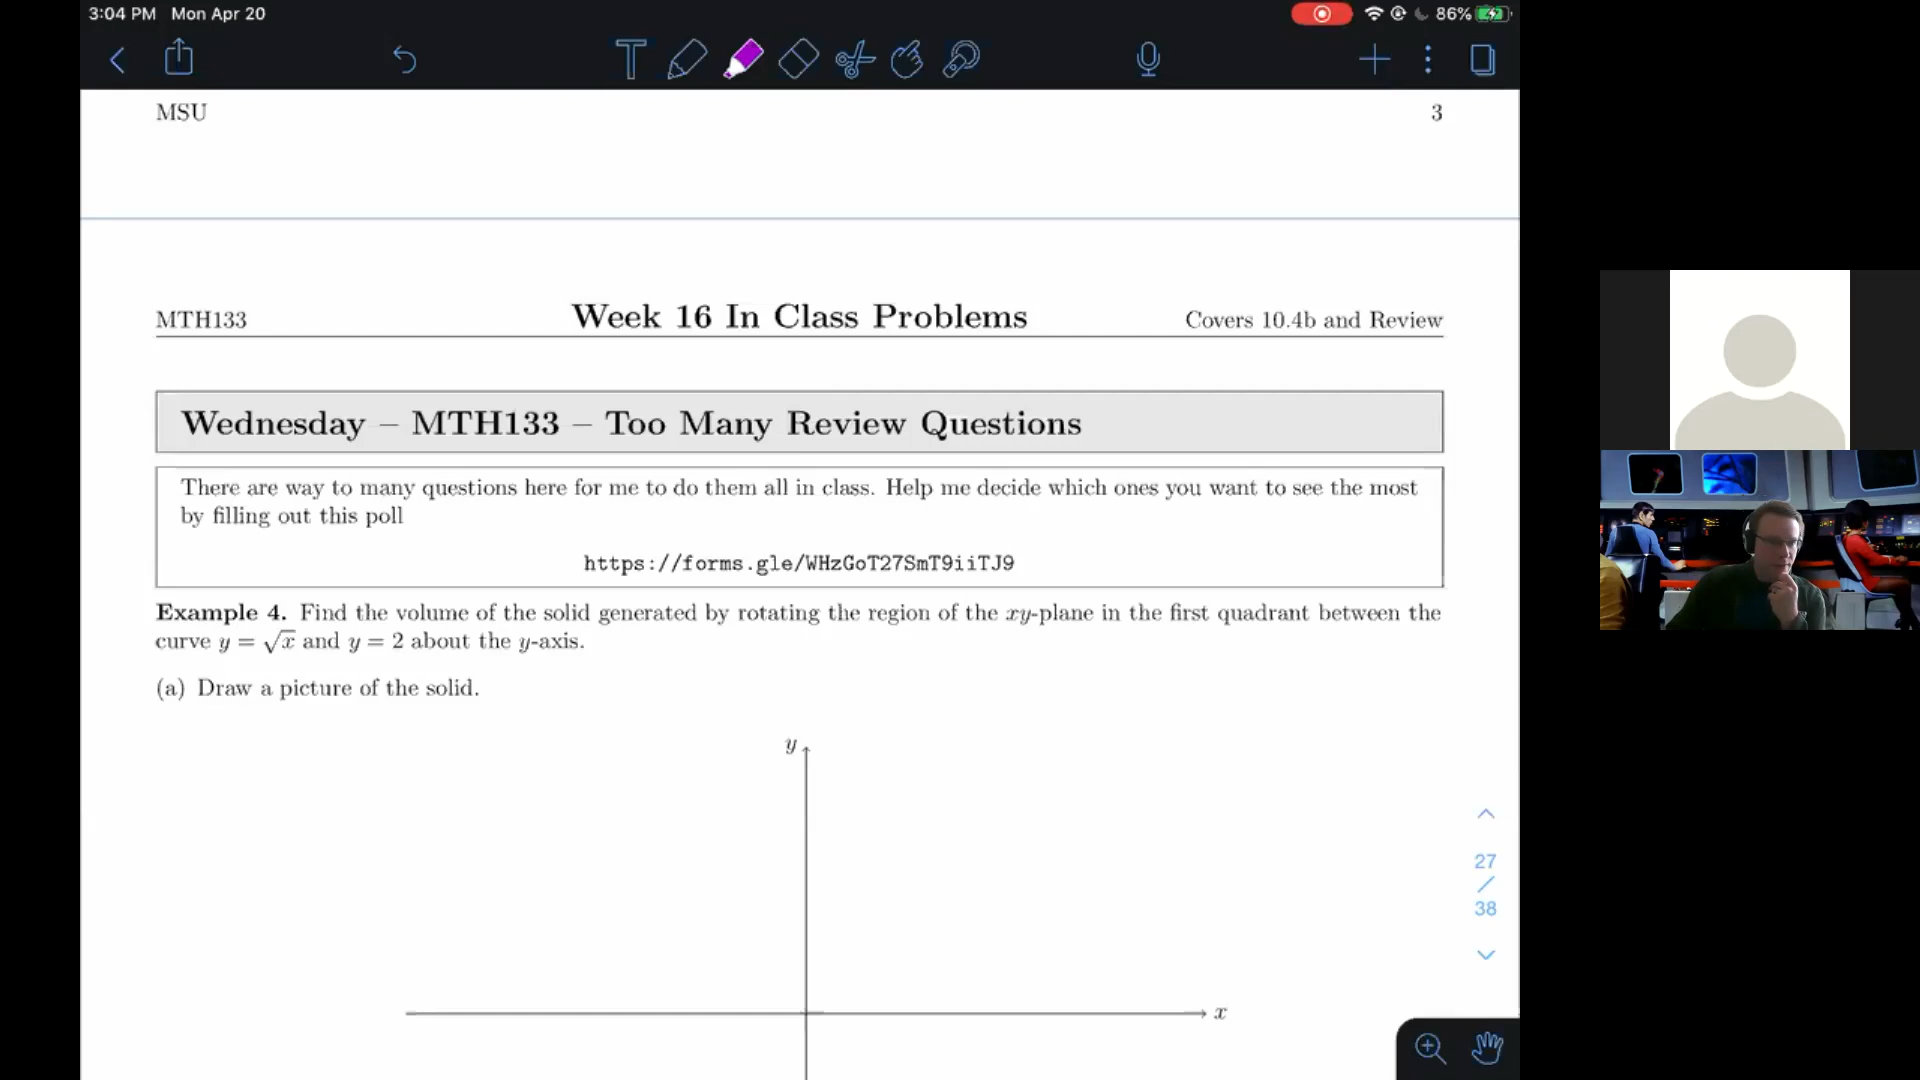 3:04 PM Mon Apr 20
86%
MSU 3
MTH133 Week 16 In Class Problems Covers 10.4b and Review
Wednesday – MTH133 – Too Many Review Questions
There are way to many questions here for me to do them all in class. Help me decide which ones you want to see the most
by filling out this poll
https://forms.gle/WHzGoT27SmT9iiTJ9
Example 4. Find the volume of the solid generated by rotating the region of the xy-plane in the first quadrant between the
curve y = √x and y = 2 about the y-axis.
(a) Draw a picture of the solid.
y
27
/
38
x